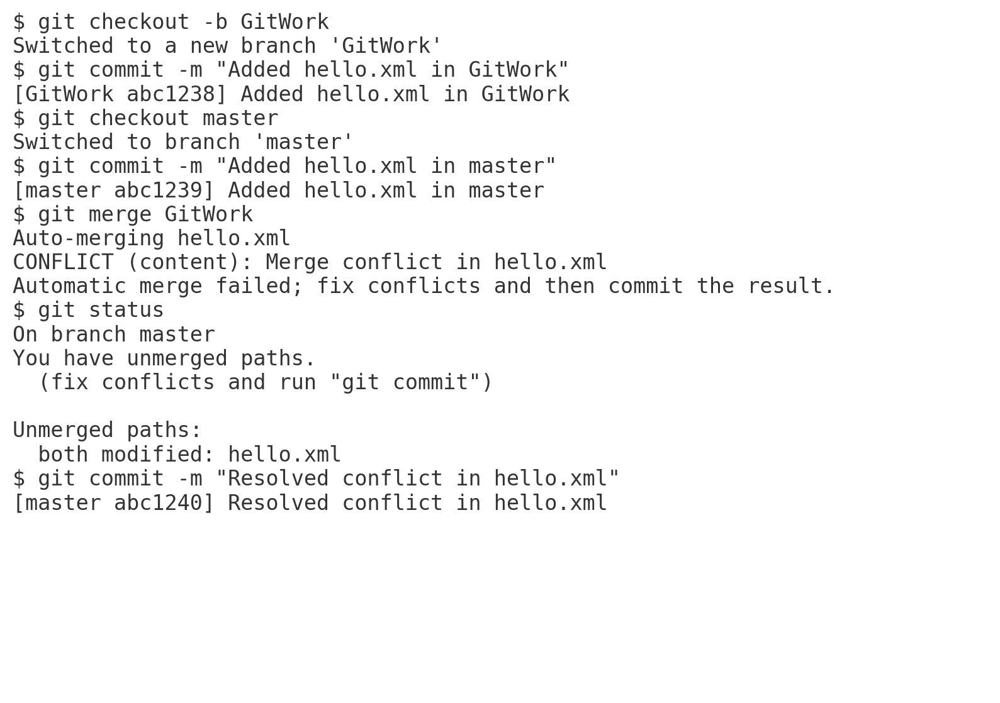 $ git checkout -b GitWork
Switched to a new branch 'GitWork'
$ git commit -m "Added hello.xml in GitWork"
[GitWork abc1238] Added hello.xml in GitWork
$ git checkout master
Switched to branch 'master'
$ git commit -m "Added hello.xml in master"
[master abc1239] Added hello.xml in master
$ git merge GitWork
Auto-merging hello.xml
CONFLICT (content): Merge conflict in hello.xml
Automatic merge failed; fix conflicts and then commit the result.
$ git status
On branch master
You have unmerged paths.
  (fix conflicts and run "git commit")

Unmerged paths:
  both modified: hello.xml
$ git commit -m "Resolved conflict in hello.xml"
[master abc1240] Resolved conflict in hello.xml